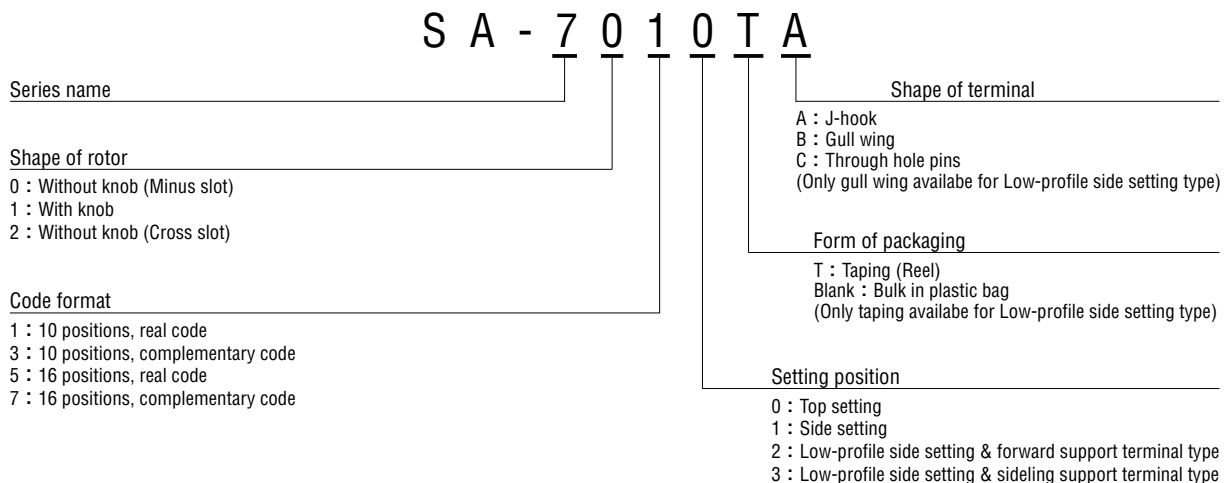 SA-7010TA
Series name
Shape of rotor
0：Without knob (Minus slot)
1：With knob
2：Without knob (Cross slot)
Code format
1：10 positions, real code
3：10 positions, complementary code
5：16 positions, real code
7：16 positions, complementary code
Shape of terminal
A：J-hook
B：Gull wing
C：Through hole pins
(Only gull wing availabe for Low-profile side setting type)
Form of packaging
T：Taping (Reel)
Blank：Bulk in plastic bag
(Only taping availabe for Low-profile side setting type)
Setting position
0：Top setting
1：Side setting
2：Low-profile side setting & forward support terminal type
3：Low-profile side setting & sideling support terminal type